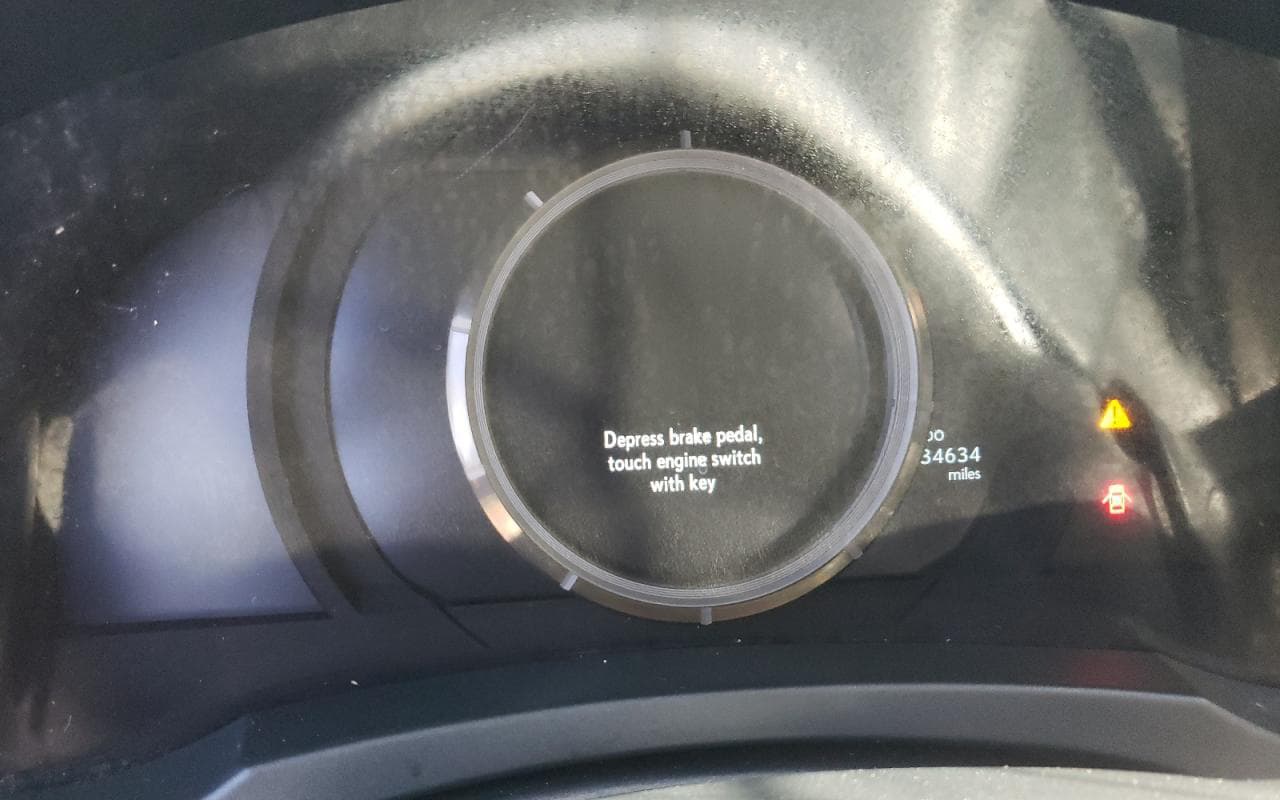 Depress brake pedal,
touch engine switch
with key
34634
miles